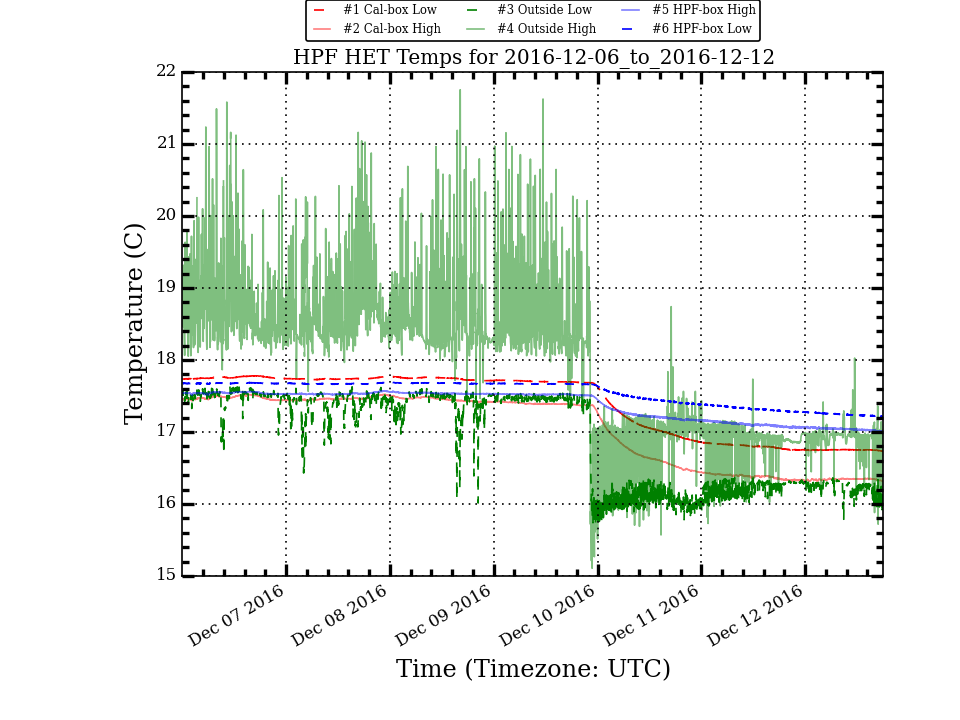 #1 Cal-box Low #3 Outside Low #5 HPF-box High
#2 Cal-box High #4 Outside High #6 HPF-box Low
HPF HET Temps for 2016-12-06_to_2016-12-12
22
21
20
19
18
17
16
15
Temperature (C)
Dec 07 2016 Dec 08 2016 Dec 09 2016 Dec 10 2016 Dec 11 2016 Dec 12 2016
Time (Timezone: UTC)